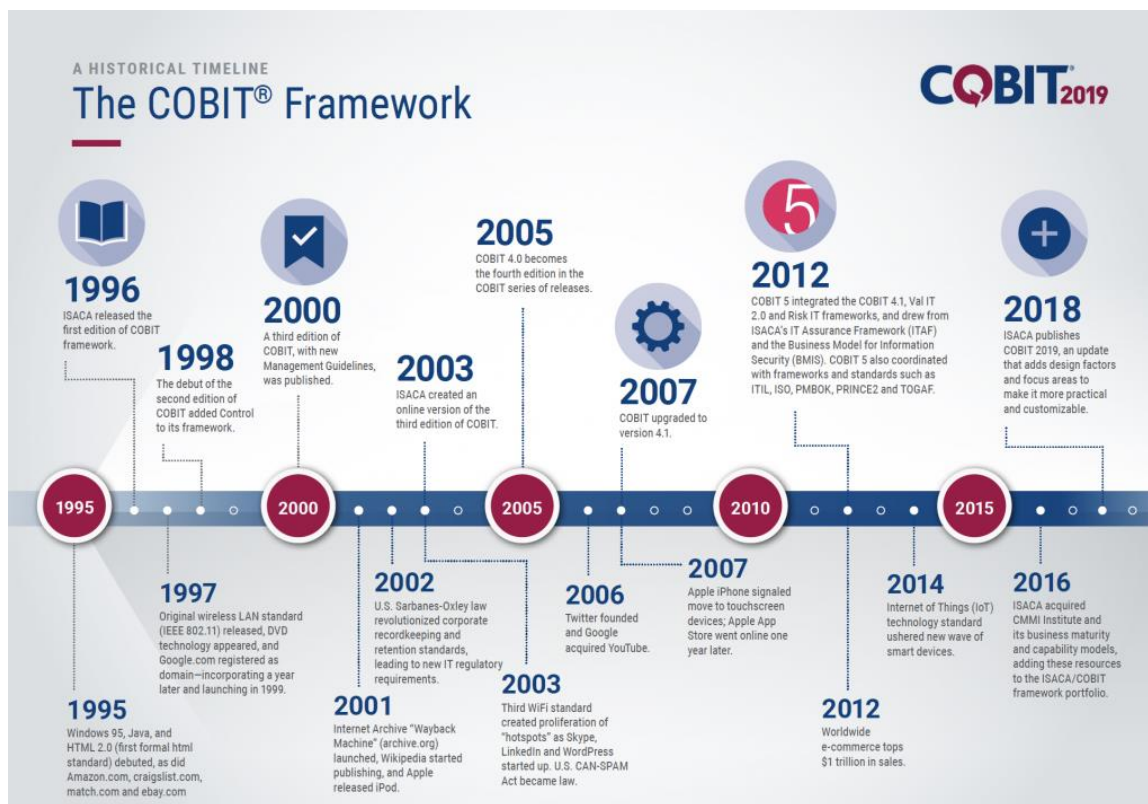 A HISTORICAL TIMELINE
The COBIT® Framework
COBIT® 2019
1996
ISACA released the
first edition of COBIT
framework.
1998
The debut of the
second edition of
COBIT added Control
to its framework.
2000
A third edition of
COBIT, with new
Management Guidelines,
was published.
2003
ISACA created an
online version of the
third edition of COBIT.
2005
COBIT 4.0 becomes
the fourth edition in the
COBIT series of releases.
2007
COBIT upgraded to
version 4.1.
5
2012
COBIT 5 integrated the COBIT 4.1, Val IT
2.0 and Risk IT frameworks, and drew from
ISACA's IT Assurance Framework (ITAF)
and the Business Model for Information
Security (BMIS). COBIT 5 also coordinated
with frameworks and standards such as
ITIL, ISO, PMBOK, PRINCE2 and TOGAF.
2018
ISACA publishes
COBIT 2019, an update
that adds design factors
and focus areas to
make it more practical
and customizable.
1995
2000
2005
2010
2015
1995
Windows 95, Java, and
HTML 2.0 (first formal html
standard) debuted, as did
Amazon.com, craigslist.com,
match.com and ebay.com
1997
Original wireless LAN standard
(IEEE 802.11) released, DVD
technology appeared, and
Google.com registered as
domain—incorporating a year
later and launching in 1999.
2001
Internet Archive "Wayback
Machine" (archive.org)
launched, Wikipedia started
publishing, and Apple
released iPod.
2002
U.S. Sarbanes-Oxley law
revolutionized corporate
recordkeeping and
retention standards,
leading to new IT regulatory
requirements.
2003
Third WiFi standard
created proliferation of
"hotspots" as Skype,
LinkedIn and WordPress
started up. U.S. CAN-SPAM
Act became law.
2006
Twitter founded
and Google
acquired YouTube.
2007
Apple iPhone signaled
move to touchscreen
devices; Apple App
Store went online one
year later.
2012
Worldwide
e-commerce tops
$1 trillion in sales.
2014
Internet of Things (IoT)
technology standard
ushered new wave of
smart devices.
2016
ISACA acquired
CMMI Institute and
its business maturity
and capability models,
adding these resources
to the ISACA/COBIT
framework portfolio.